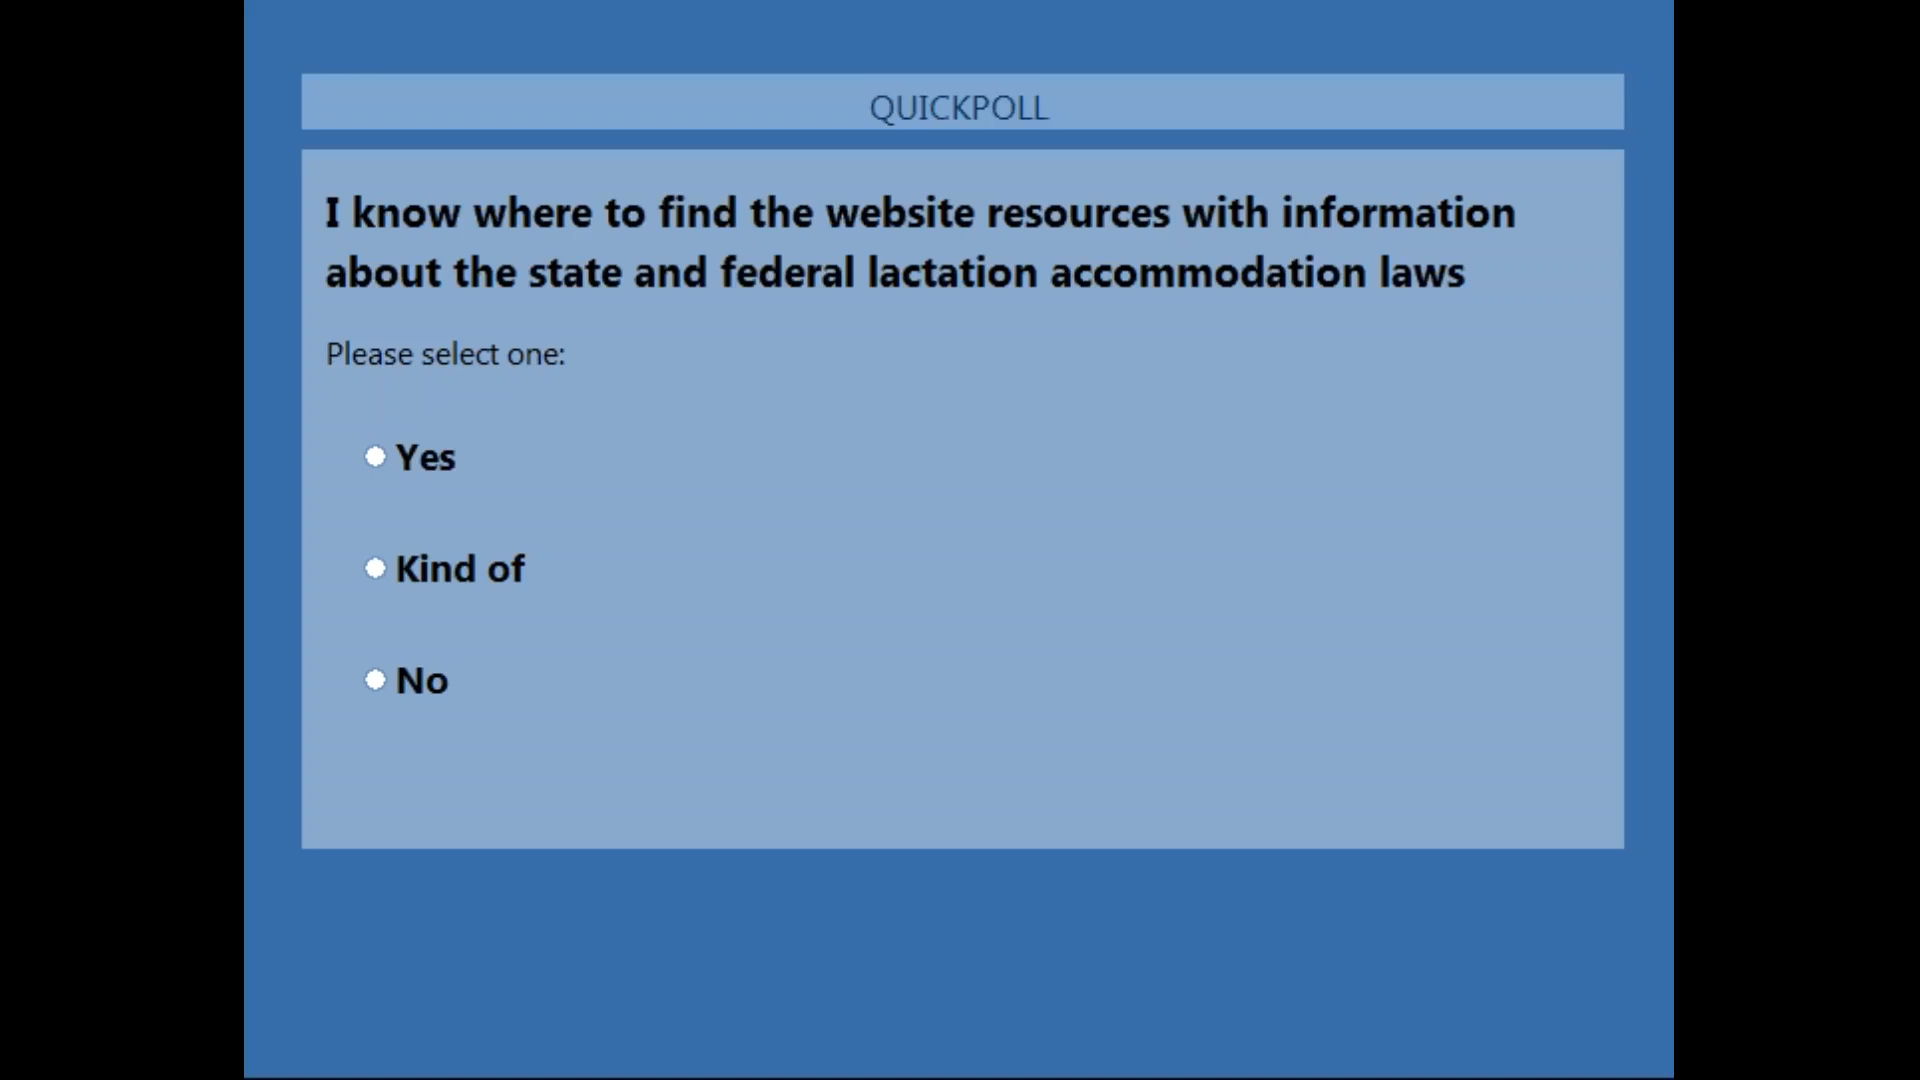 QUICKPOLL
I know where to find the website resources with information
about the state and federal lactation accommodation laws
Please select one:
Yes
Kind of
No